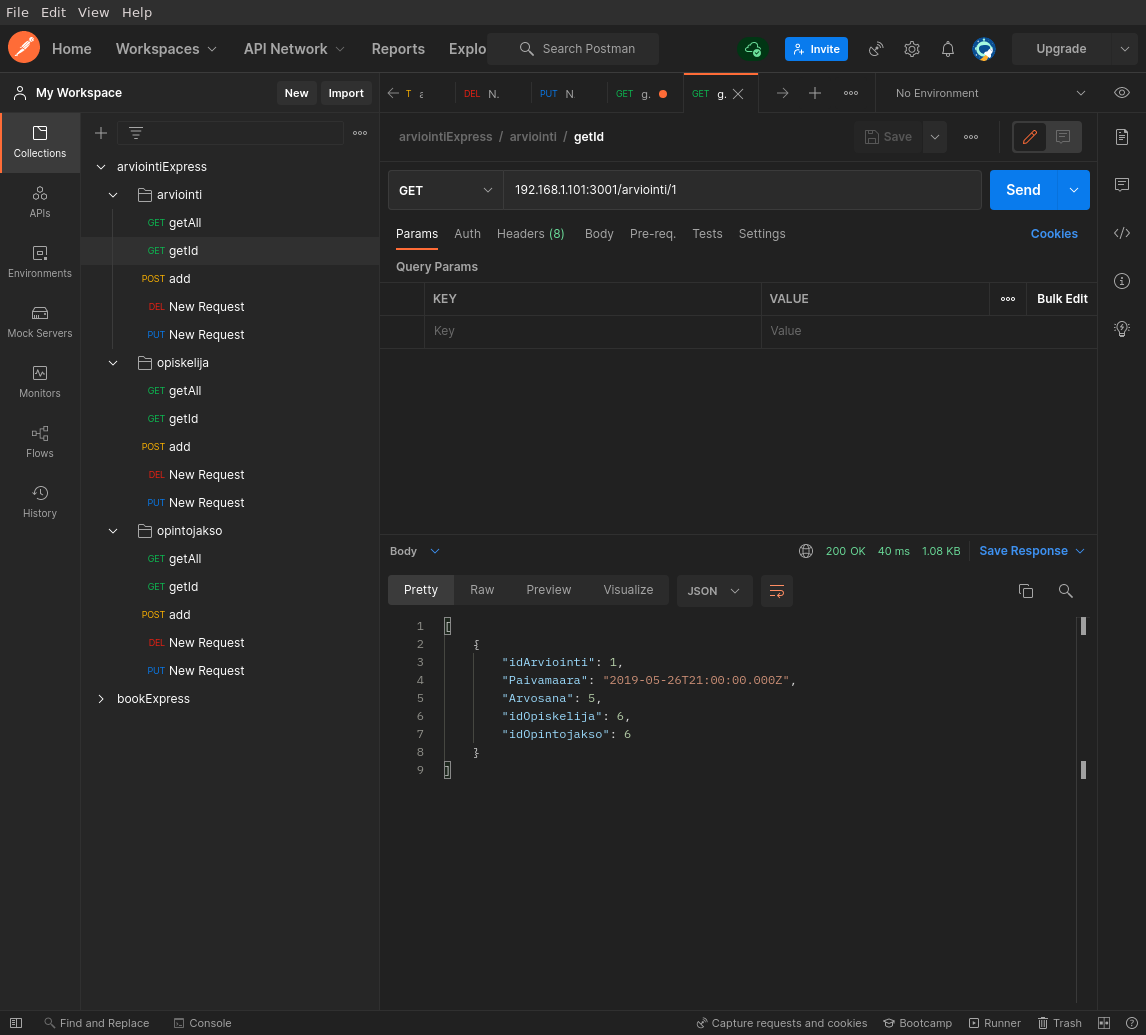 File Edit View Help
Home Workspaces API Network Reports Explo Search Postman Invite Upgrade
My Workspace New Import
DEL N. PUT N GET g. GET g. No Environment
Collections
APIs
Environments
Mock Servers
Monitors
Flows
History
arviointiExpress
arviointi
GET getAll
GET getId
POST add
DEL New Request
PUT New Request
opiskelija
GET getAll
GET getId
POST add
DEL New Request
PUT New Request
opintojakso
GET getAll
GET getId
POST add
DEL New Request
PUT New Request
bookExpress
arviointiExpress / arviointi / getId Save
GET 192.168.1.101:3001/arviointi/1 Send
Params Auth Headers (8) Body Pre-req. Tests Settings Cookies
Query Params
KEY VALUE Bulk Edit
Key Value
Body 200 OK 40 ms 1.08 KB Save Response
Pretty Raw Preview Visualize JSON
1 [
2 {
3 "idArviointi": 1,
4 "Paivamaara": "2019-05-26T21:00:00.000Z",
5 "Arvosana": 5,
6 "idOpiskelija": 6,
7 "idOpintojakso": 6
8 }
9 ]
Find and Replace Console Capture requests and cookies Bootcamp Runner Trash